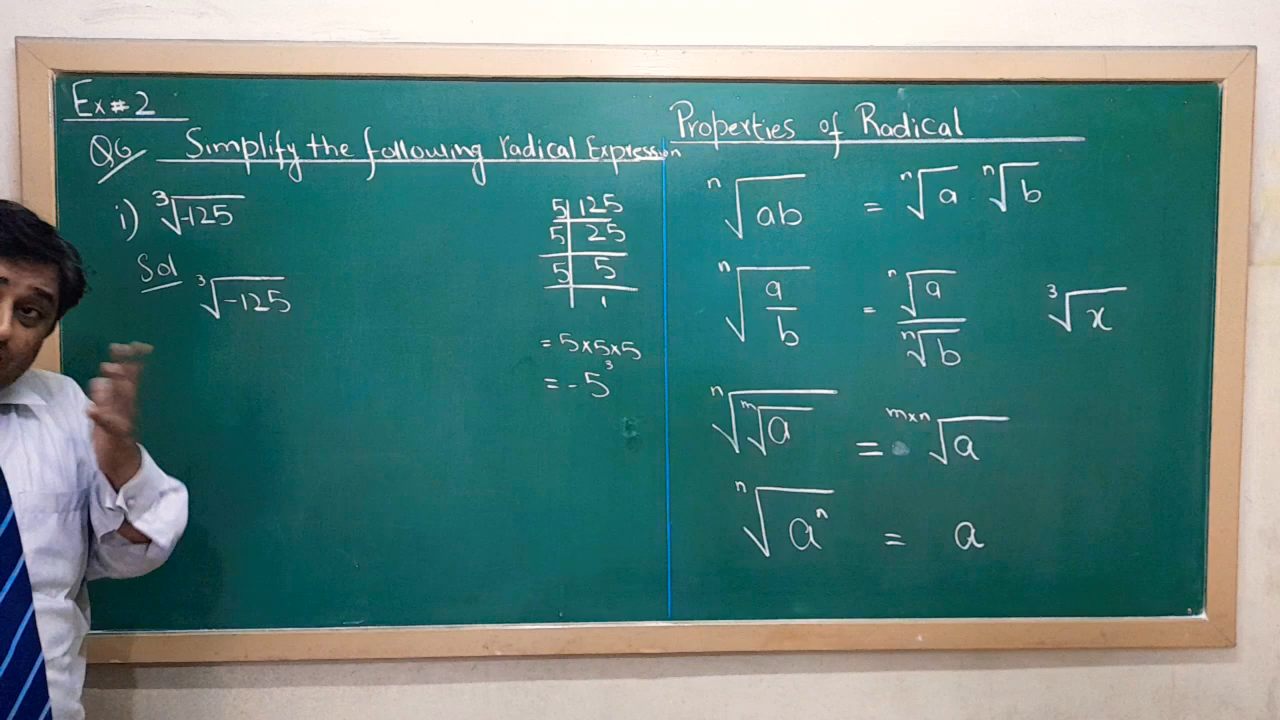 Ex # 2
Q6 Simplify the following radical Expression
i) ³√-125
Sol ³√-125
5 | 125
5 | 25
5 | 5
1
= 5×5×5
= -5³
Properties of Radical
ⁿ√ab = ⁿ√a ⁿ√b
ⁿ√(a/b) = ⁿ√a / ⁿ√b
³√x
ⁿ√ᵐ√a = ᵐˣⁿ√a
ⁿ√aⁿ = a